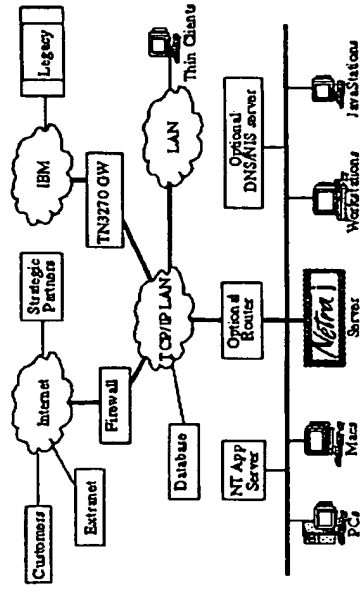 Customers
Extranet
Internet
Strategic
Partners
Firewall
IBM
Legacy
TN3270 GW
TCP/IP LAN
LAN
Thin Clients
Database
NT APP
Server
Optional
Router
Optional
DNS/NIS server
PCs
Macs
Netra j
Server
Workstations
JavaStations